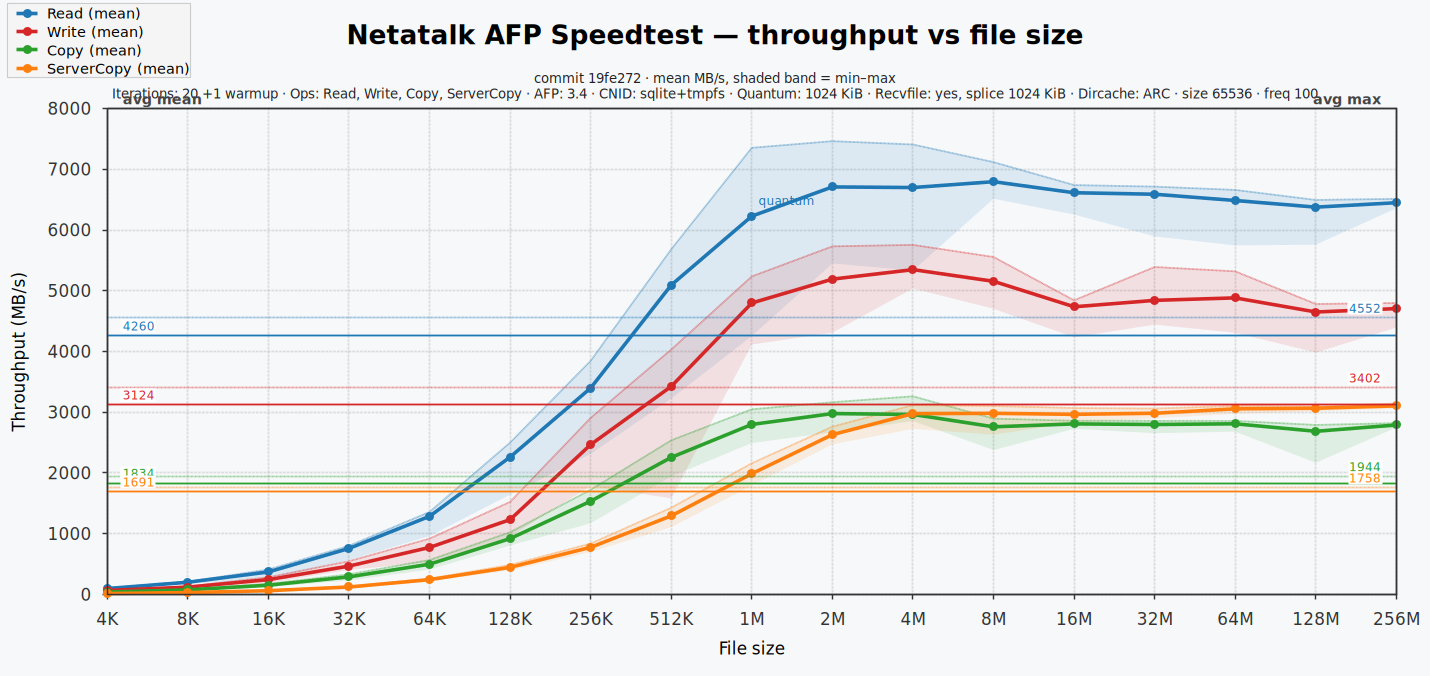 Read (mean)
Write (mean)
Copy (mean)
ServerCopy (mean)
Netatalk AFP Speedtest — throughput vs file size
commit 19fe272 · mean MB/s, shaded band = min–max
Iterations: 20 +1 warmup · Ops: Read, Write, Copy, ServerCopy · AFP: 3.4 · CNID: sqlite+tmpfs · Quantum: 1024 KiB · Recvfile: yes, splice 1024 KiB · Dircache: ARC · size 65536 · freq 100
avg mean
avg max
8000
7000
6000
5000
4000
3000
2000
1000
0
Throughput (MB/s)
quantum
4260
4552
3124
3402
1834
1944
1691
1758
4K 8K 16K 32K 64K 128K 256K 512K 1M 2M 4M 8M 16M 32M 64M 128M 256M
File size